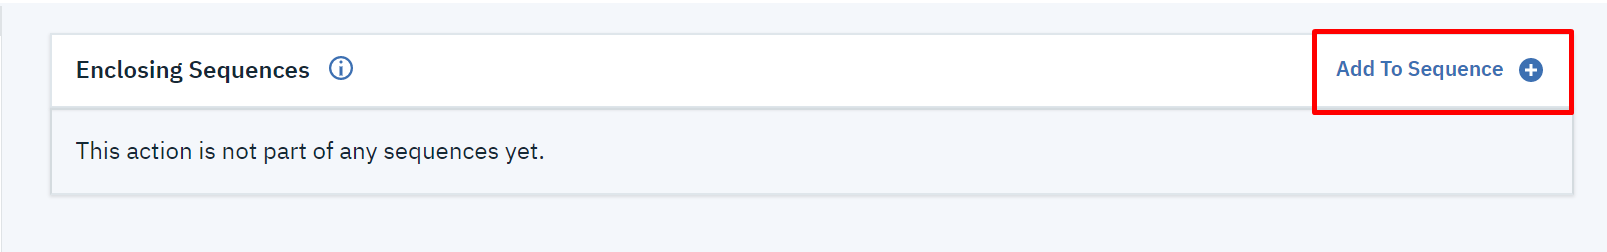 Enclosing Sequences
Add To Sequence
This action is not part of any sequences yet.